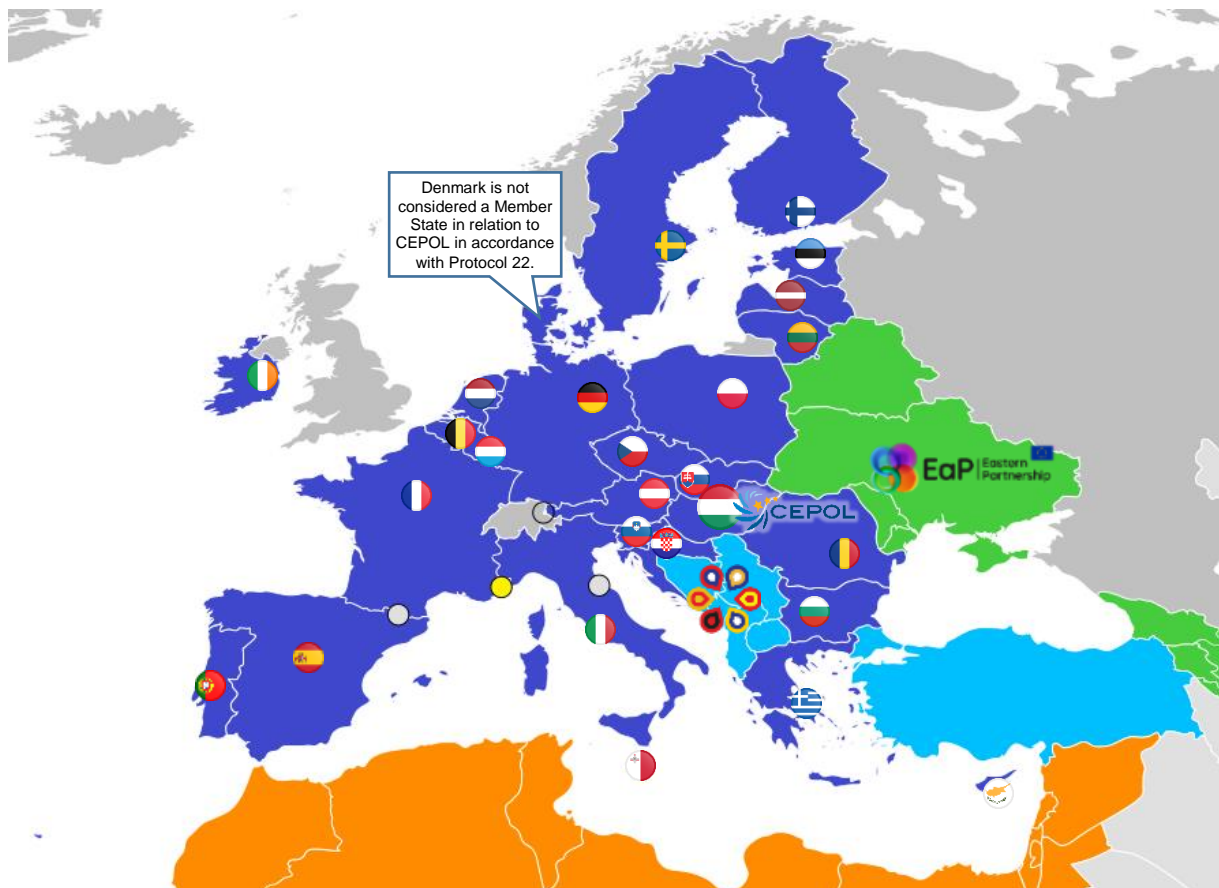 Denmark is not
considered a Member
State in relation to
CEPOL in accordance
with Protocol 22.
EaP | Eastern
Partnership
CEPOL